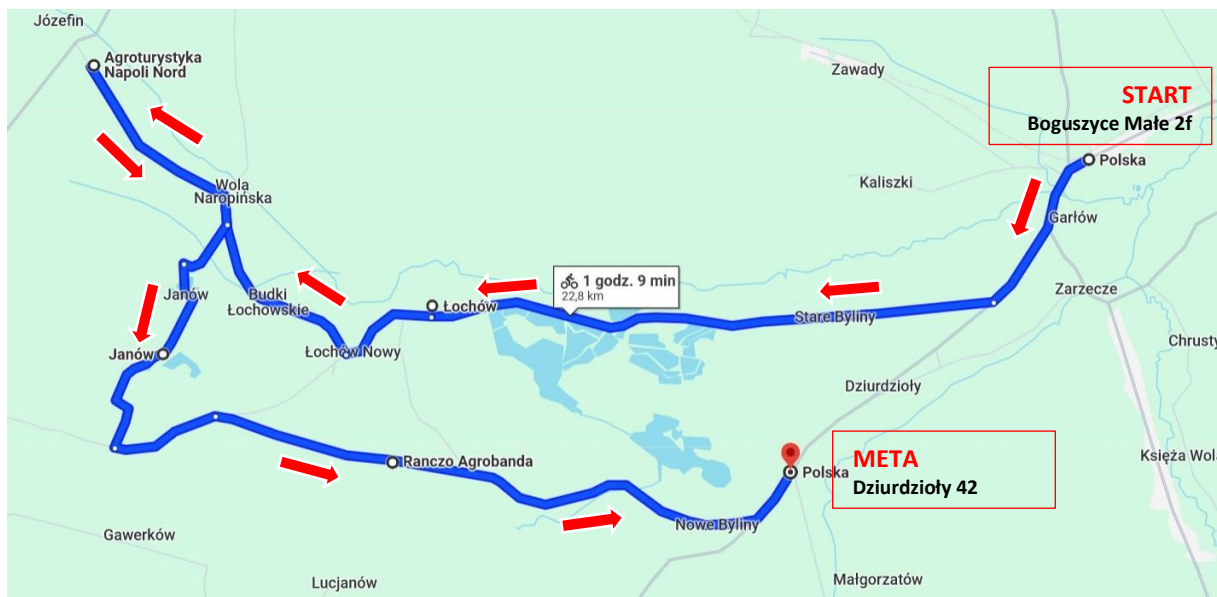 Józefin
Agroturystyka
Napoli Nord
Zawady
START
Boguszyce Małe 2f
Polska
Kaliszki
Wola
Naropińska
Garłów
1 godz. 9 min
22,8 km
Zarzecze
Janów
Budki
Łochowskie
Łochów
Stare Byliny
Janów
Łochów Nowy
Chrusty
Dziurdzioły
Ranczo Agrobanda
META
Dziurdzioły 42
Polska
Księża Wola
Nowe Byliny
Gawerków
Lucjanów
Małgorzatów